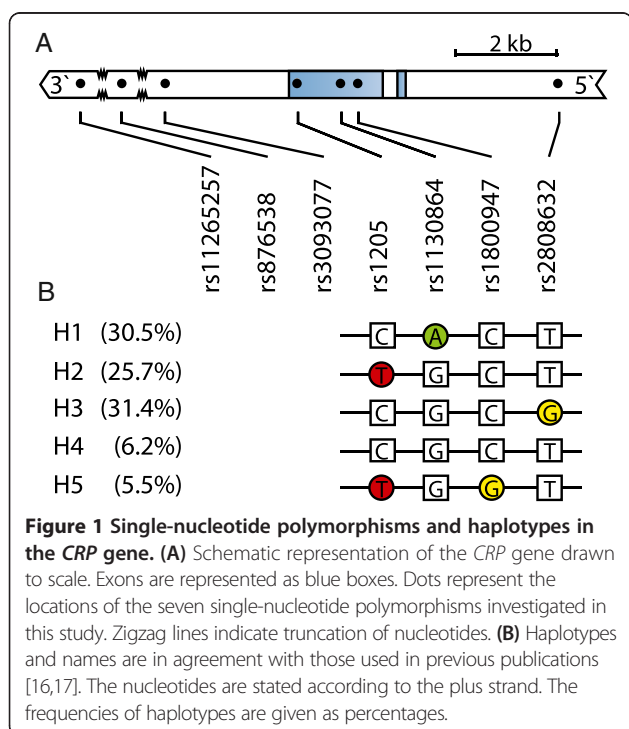 A
2 kb
3` 5`
rs11265257
rs876538
rs3093077
rs1205
rs1130864
rs1800947
rs2808632
B
H1 (30.5%) C A C T
H2 (25.7%) T G C T
H3 (31.4%) C G C G
H4 (6.2%) C G C T
H5 (5.5%) T G G T
Figure 1 Single-nucleotide polymorphisms and haplotypes in
the CRP gene. (A) Schematic representation of the CRP gene drawn
to scale. Exons are represented as blue boxes. Dots represent the
locations of the seven single-nucleotide polymorphisms investigated in
this study. Zigzag lines indicate truncation of nucleotides. (B) Haplotypes
and names are in agreement with those used in previous publications
[16,17]. The nucleotides are stated according to the plus strand. The
frequencies of haplotypes are given as percentages.